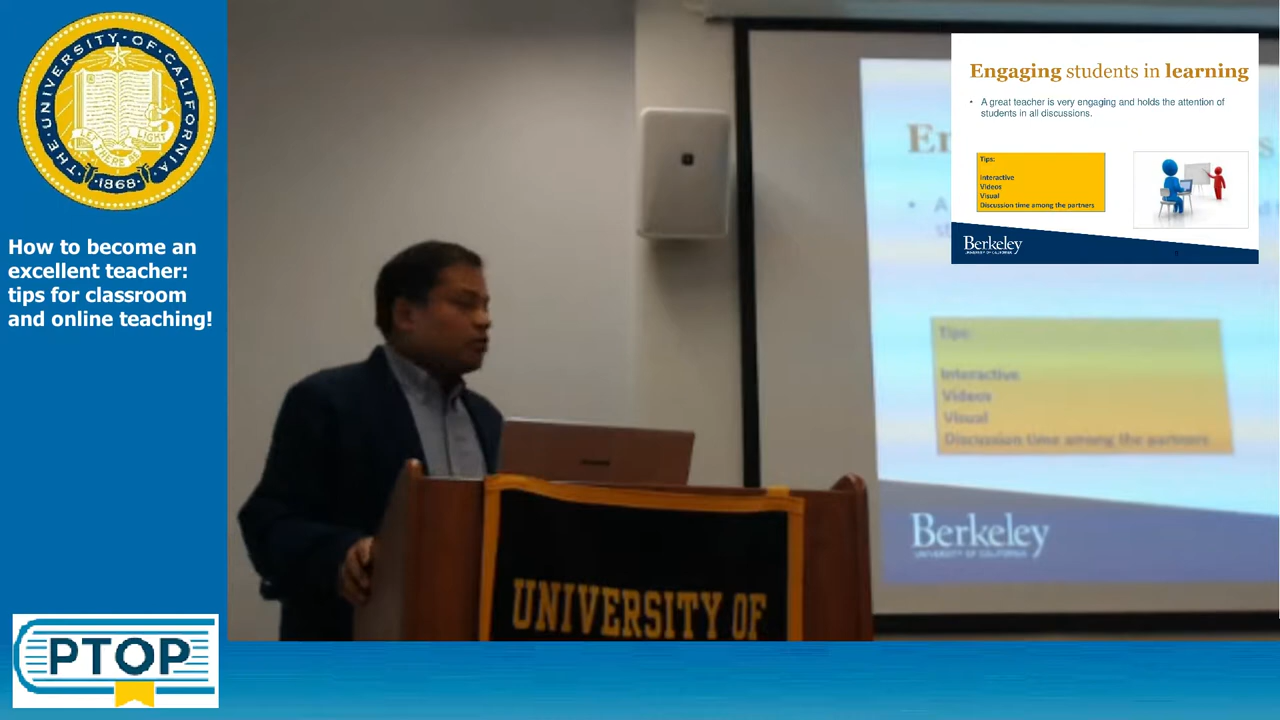 THE·UNIVERSITY·OF·CALIFORNIA·
LET THERE BE LIGHT
·1868·
How to become an
excellent teacher:
tips for classroom
and online teaching!
PTOP
Engaging students in learning
• A great teacher is very engaging and holds the attention of
students in all discussions.
Tips:
Interactive
Videos
Visual
Discussion time among the partners
Berkeley
UNIVERSITY OF CALIFORNIA
Tips:
Interactive
Videos
Visual
Discussion time among the partners
Berkeley
UNIVERSITY OF CALIFORNIA
UNIVERSITY OF